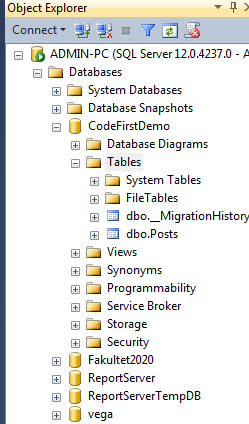 Object Explorer
Connect
ADMIN-PC (SQL Server 12.0.4237.0 - A
Databases
System Databases
Database Snapshots
CodeFirstDemo
Database Diagrams
Tables
System Tables
FileTables
dbo.__MigrationHistory
dbo.Posts
Views
Synonyms
Programmability
Service Broker
Storage
Security
Fakultet2020
ReportServer
ReportServerTempDB
vega